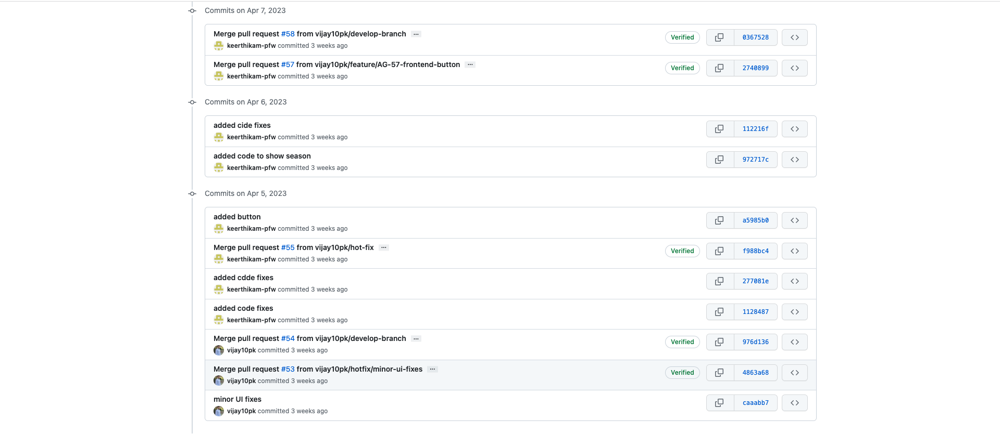 Commits on Apr 7, 2023
Merge pull request #58 from vijay10pk/develop-branch ...
Verified 0367528
keerthikam-pfw committed 3 weeks ago
Merge pull request #57 from vijay10pk/feature/AG-57-frontend-button ...
Verified 2740899
keerthikam-pfw committed 3 weeks ago
Commits on Apr 6, 2023
added cide fixes
112216f
keerthikam-pfw committed 3 weeks ago
added code to show season
972717c
keerthikam-pfw committed 3 weeks ago
Commits on Apr 5, 2023
added button
a5985b0
keerthikam-pfw committed 3 weeks ago
Merge pull request #55 from vijay10pk/hot-fix ...
Verified f988bc4
keerthikam-pfw committed 3 weeks ago
added cdde fixes
277081e
keerthikam-pfw committed 3 weeks ago
added code fixes
1128487
keerthikam-pfw committed 3 weeks ago
Merge pull request #54 from vijay10pk/develop-branch ...
Verified 976d136
vijay10pk committed 3 weeks ago
Merge pull request #53 from vijay10pk/hotfix/minor-ui-fixes ...
Verified 4863a68
vijay10pk committed 3 weeks ago
minor UI fixes
caaabb7
vijay10pk committed 3 weeks ago